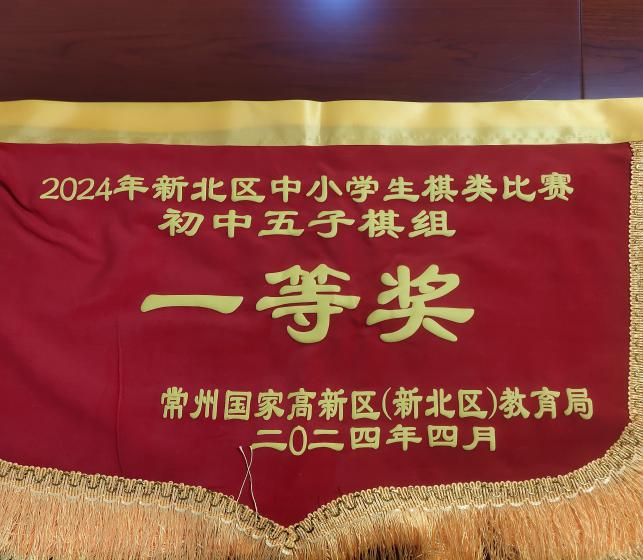 2024年新北区中小学生棋类比赛
初中五子棋组
一等奖
常州国家高新区(新北区)教育局
二〇二四年四月